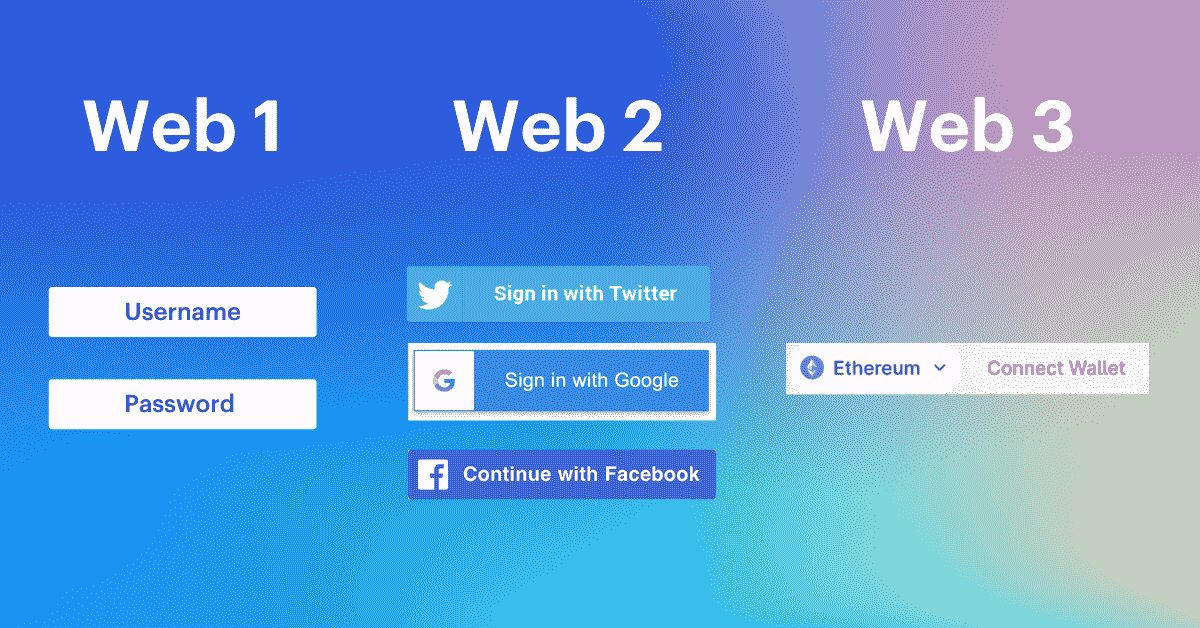 Web 1
Username
Password
Web 2
Sign in with Twitter
Sign in with Google
Continue with Facebook
Web 3
Ethereum
Connect Wallet